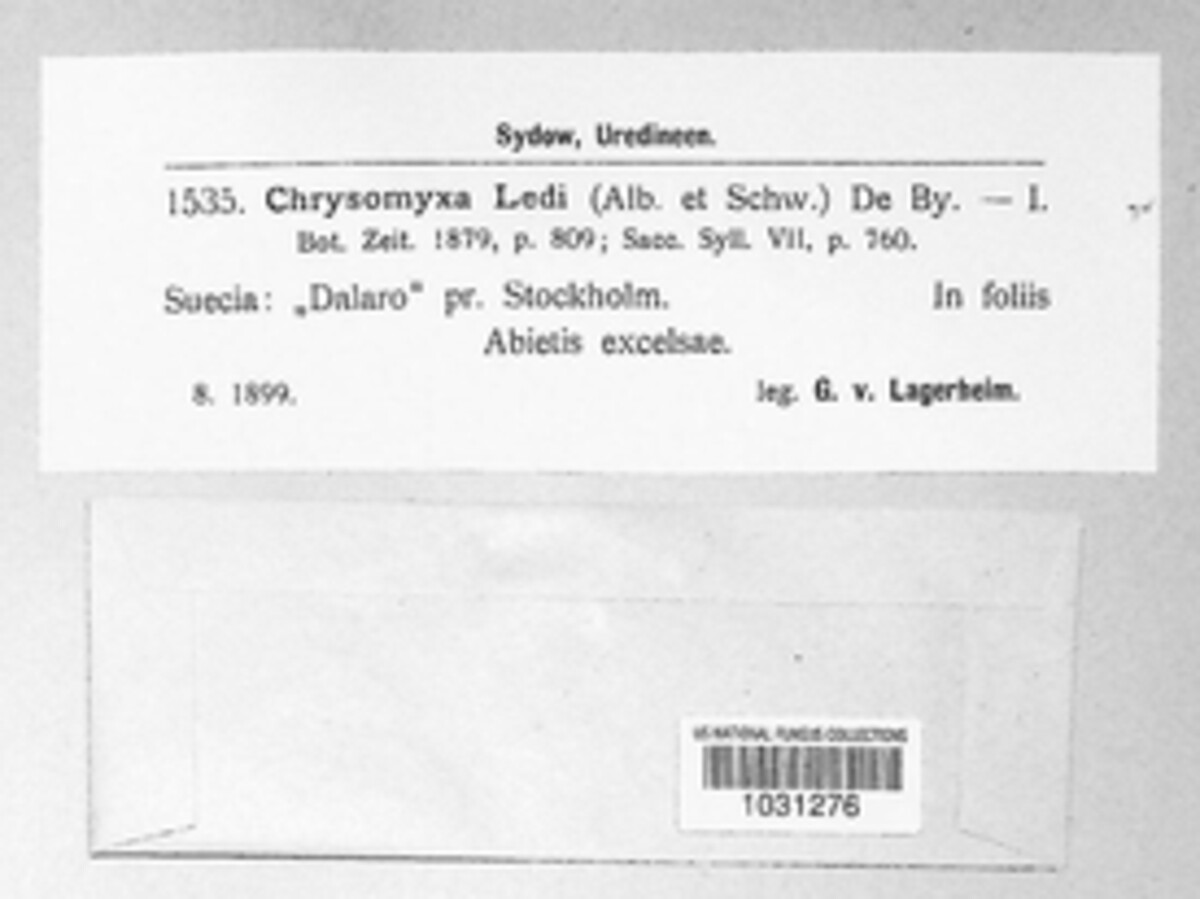 Sydow, Uredineen.
1535. Chrysomyxa Ledi (Alb. et Schw.) De By. — I.
Bot. Zeit. 1879, p. 809; Sacc. Syll. VII, p. 760.
Suecia: „Dalaro“ pr. Stockholm. In foliis
Abietis excelsae.
8. 1899. leg. G. v. Lagerheim.
US NATIONAL FUNGUS COLLECTIONS
1031276